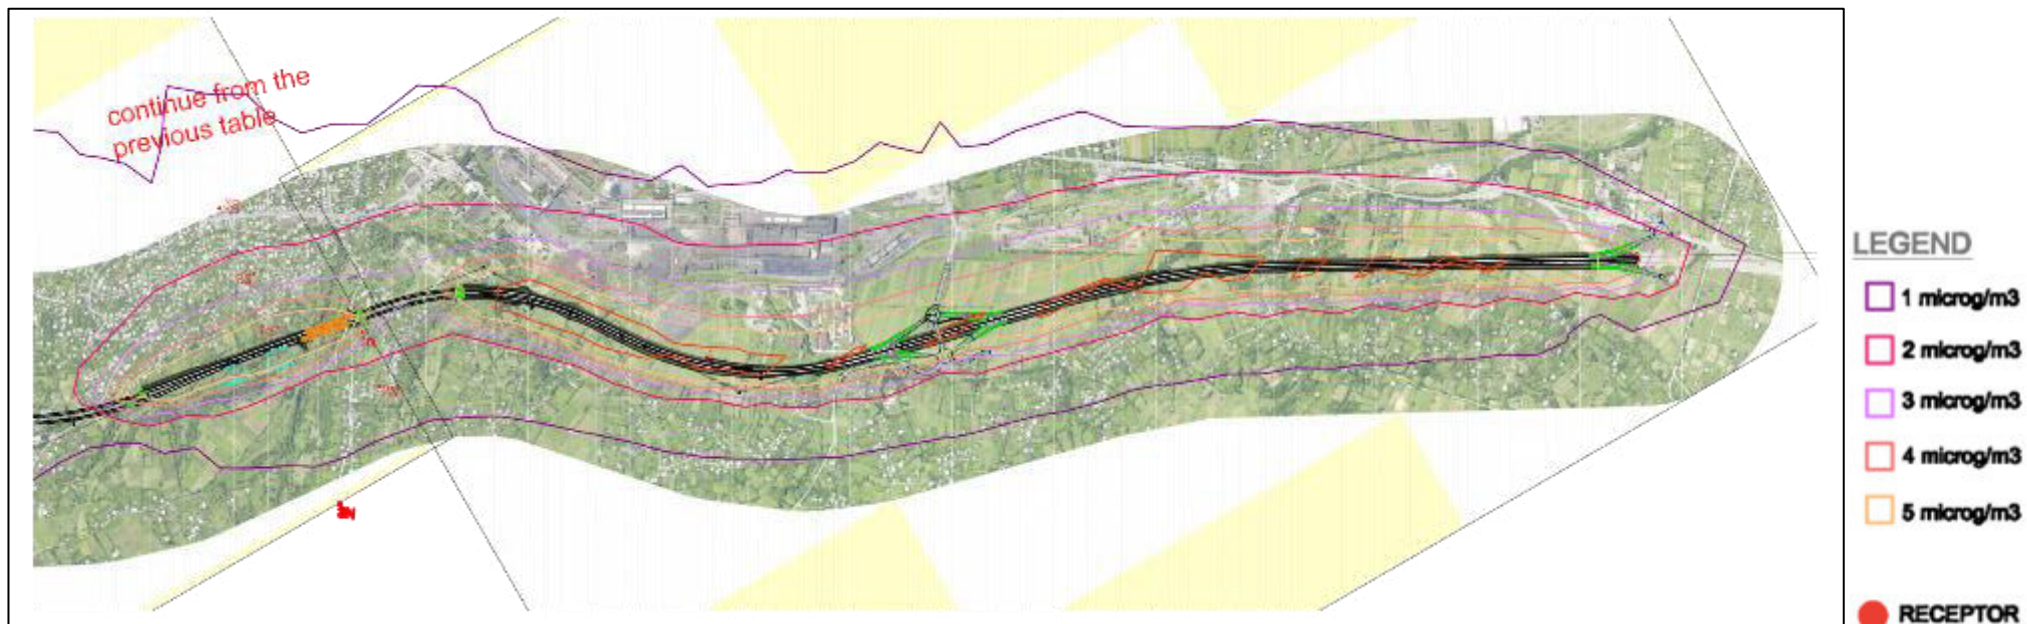 continue from the
previous table
LEGEND
1 microg/m3
2 microg/m3
3 microg/m3
4 microg/m3
5 microg/m3
RECEPTOR